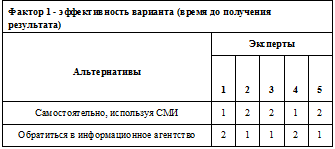 Фактор 1 - эффективность варианта (время до получения
результата)
Эксперты
Альтернативы
1 2 3 4 5
Самостоятельно, используя СМИ 1 2 2 1 2
Обратиться в информационное агентство 2 1 1 2 1